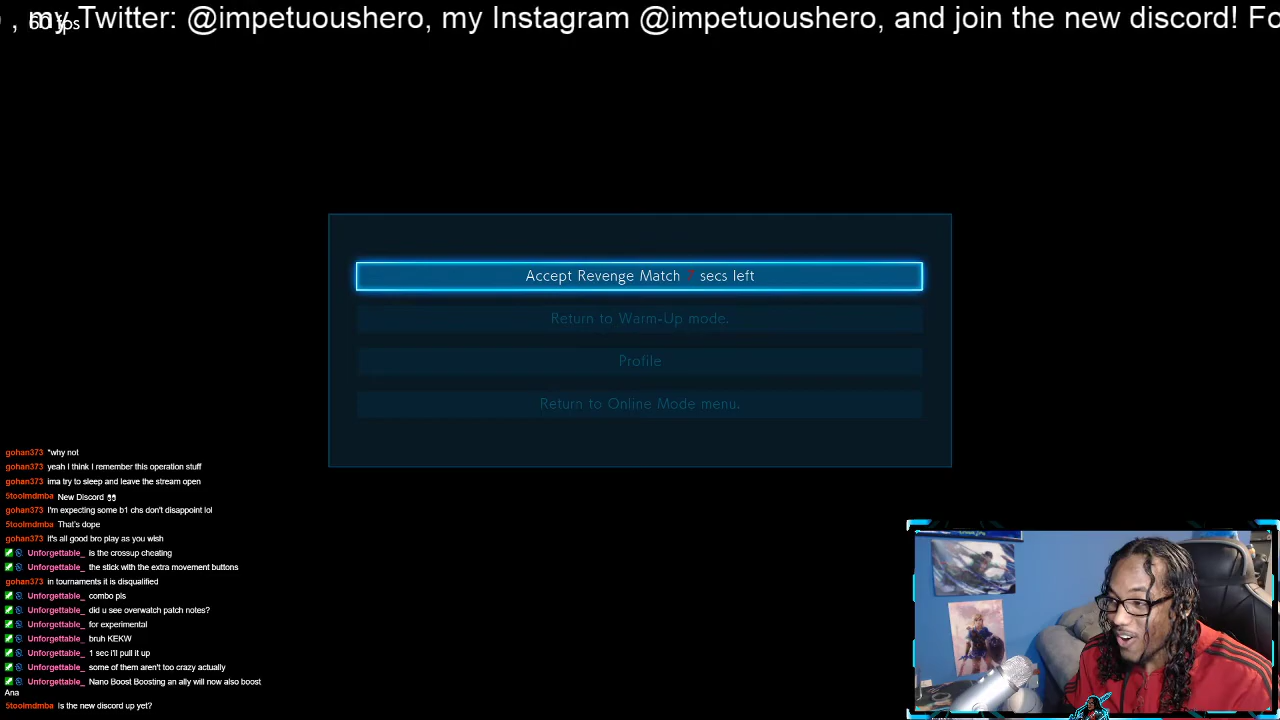 , my Twitter: @impetuoushero, my Instagram @impetuoushero, and join the new discord! Fo
60 fps
Accept Revenge Match 7 secs left
Return to Warm-Up mode.
Profile
Return to Online Mode menu.
gohan373 *why not
gohan373 yeah I think I remember this operation stuff
gohan373 ima try to sleep and leave the stream open
5toolmdmba New Discord 👀
gohan373 I'm expecting some b1 chs don't disappoint lol
5toolmdmba That's dope
gohan373 it's all good bro play as you wish
Unforgettable_ is the crossup cheating
Unforgettable_ the stick with the extra movement buttons
gohan373 in tournaments it is disqualified
Unforgettable_ combo pls
Unforgettable_ did u see overwatch patch notes?
Unforgettable_ for experimental
Unforgettable_ bruh KEKW
Unforgettable_ 1 sec i'll pull it up
Unforgettable_ some of them aren't too crazy actually
Unforgettable_ Nano Boost Boosting an ally will now also boost
Ana
5toolmdmba Is the new discord up yet?